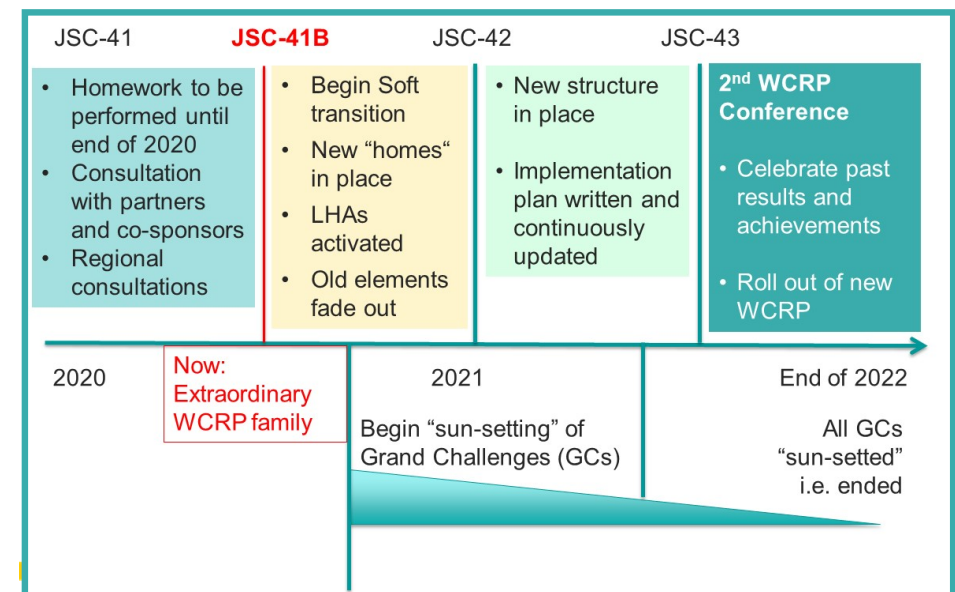 JSC-41
JSC-41B
JSC-42
JSC-43
• Homework to be
performed until
end of 2020
• Consultation
with partners
and co-sponsors
• Regional
consultations
• Begin Soft
transition
• New “homes“
in place
• LHAs
activated
• Old elements
fade out
• New structure
in place
• Implementation
plan written and
continuously
updated
2nd WCRP
Conference
• Celebrate past
results and
achievements
• Roll out of new
WCRP
2020
Now:
Extraordinary
WCRP family
2021
End of 2022
Begin “sun-setting” of
Grand Challenges (GCs)
All GCs
“sun-setted”
i.e. ended